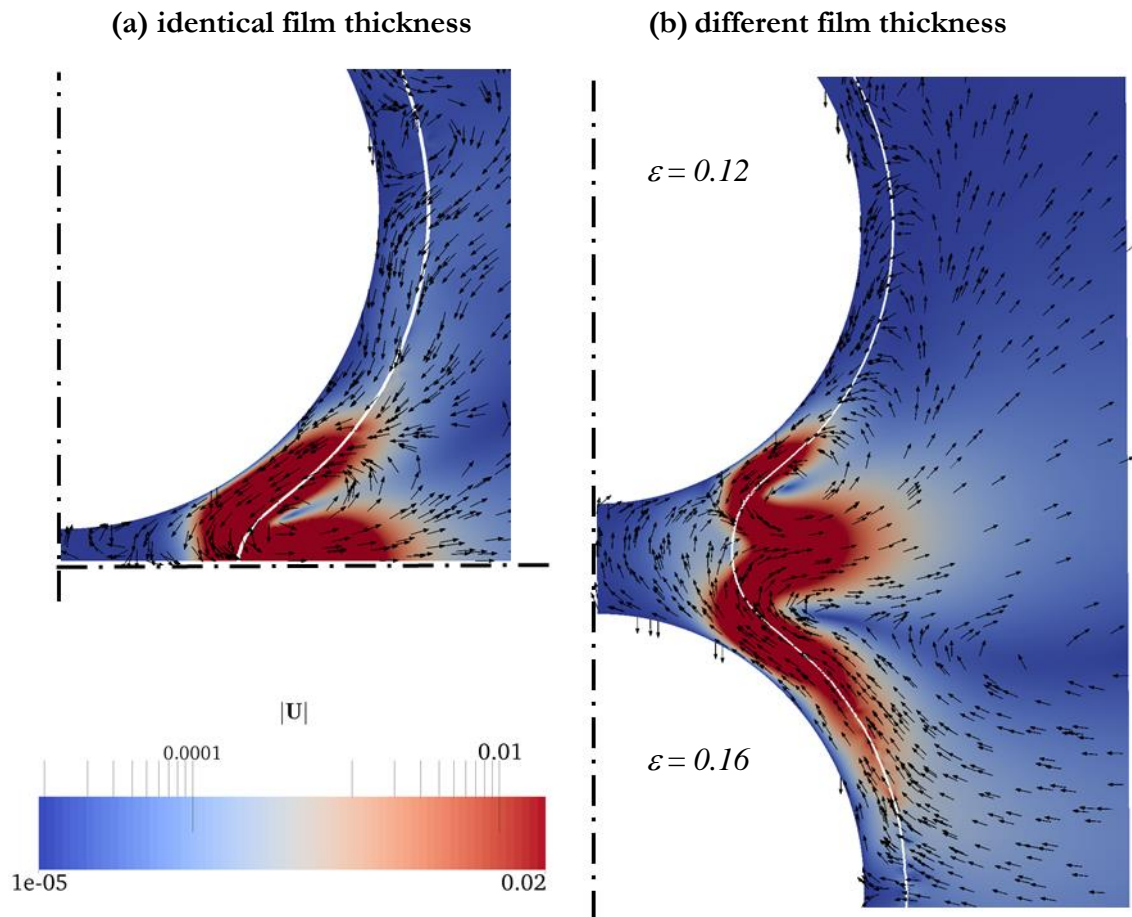 (a) identical film thickness
(b) different film thickness
ε = 0.12
ε = 0.16
|U|
0.0001 0.01
1e-05 0.02